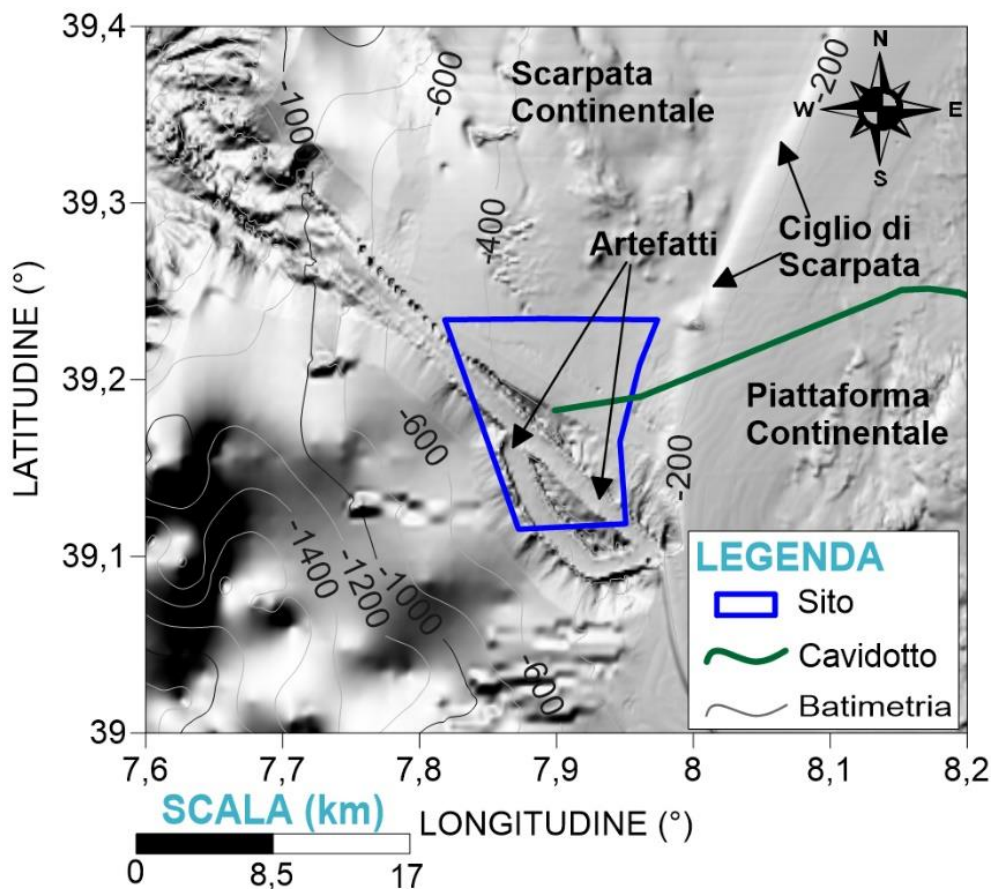 39,4
39,3
39,2
39,1
39
LATITUDINE (°)
-600
-1000
-400
-200
Scarpata
Continentale
N
W
E
S
Artefatti
Ciglio di
Scarpata
Piattaforma
Continentale
-600
-200
-1400
-1200
-1000
-600
LEGENDA
Sito
Cavidotto
Batimetria
7,6
7,7
7,8
7,9
8
8,1
8,2
LONGITUDINE (°)
SCALA (km)
0
8,5
17